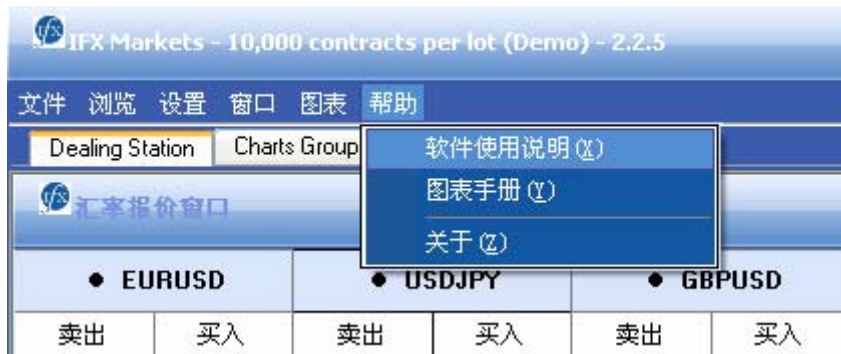 IFX Markets - 10,000 contracts per lot (Demo) - 2.2.5
文件 浏览 设置 窗口 图表 帮助
Dealing Station Charts Group
软件使用说明(X)
图表手册(Y)
关于(Z)
ifx 汇率报价窗口
EURUSD USDJPY GBPUSD
卖出 买入 卖出 买入 卖出 买入